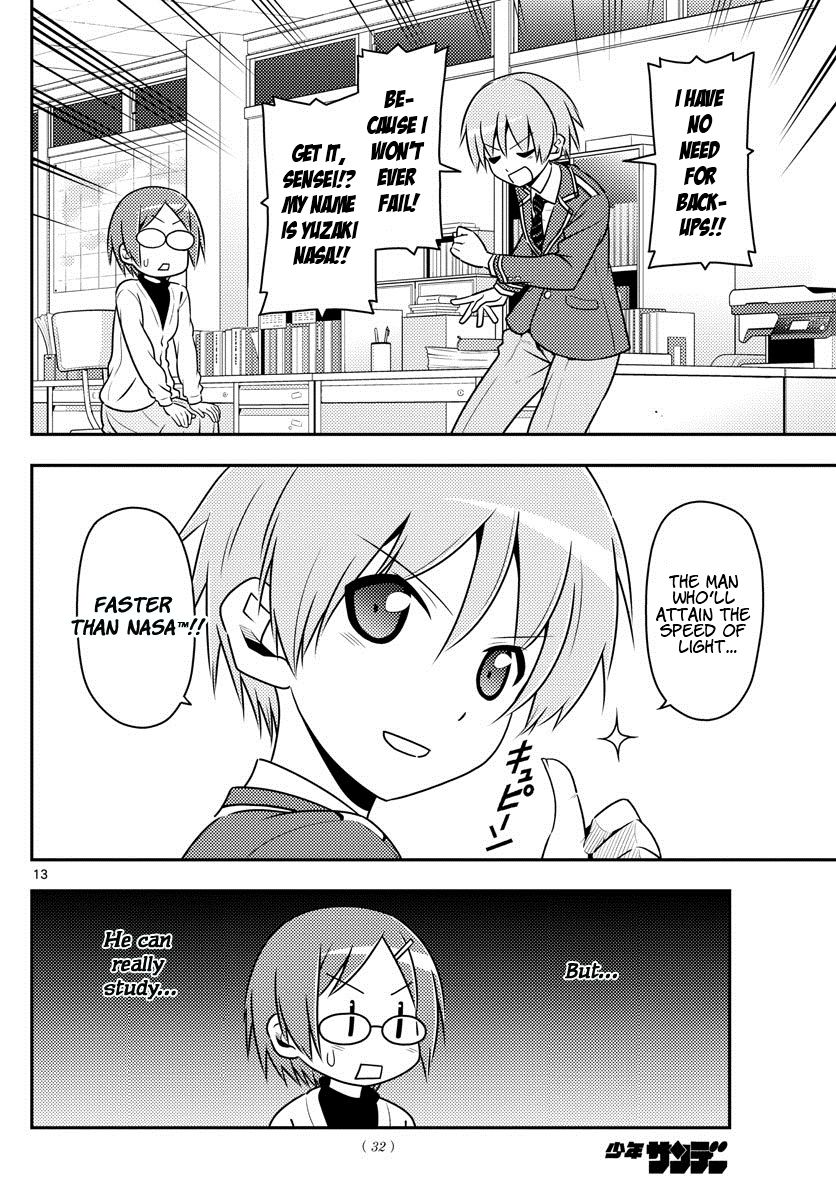 I HAVE
NO
NEED
FOR
BACK-
UPS!!
BE-
CAUSE I
WON'T
EVER
FAIL!
GET IT,
SENSEI!?
MY NAME
IS YUZAKI
NASA!!
THE MAN
WHO'LL
ATTAIN THE
SPEED OF
LIGHT...
FASTER
THAN NASA™!!
キュピーン
13
But...
He can
really
study...
( 32 )
少年サンデー